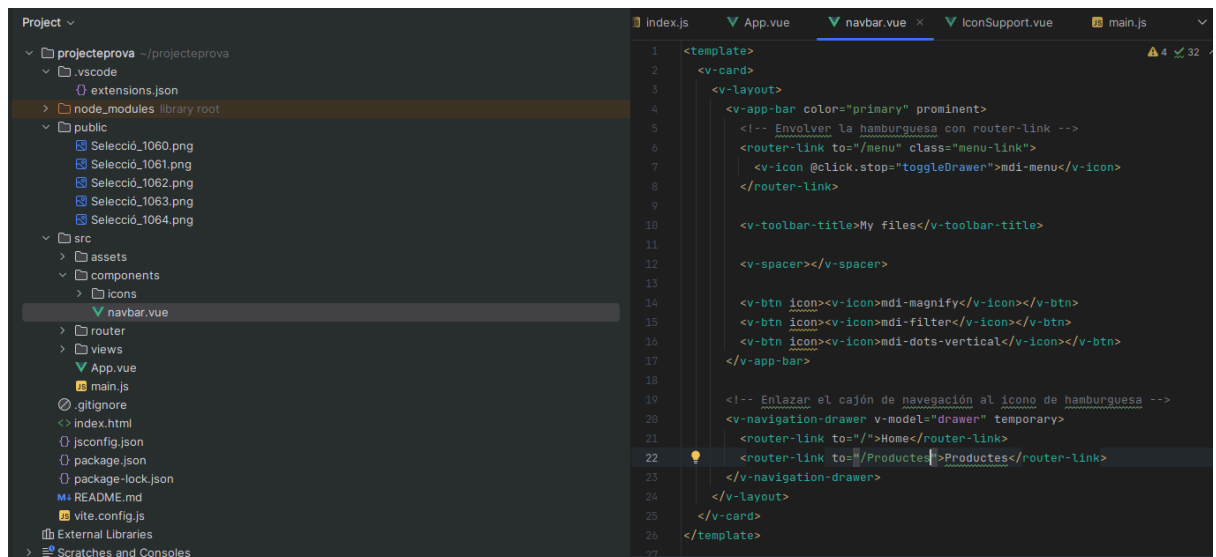 Project
projecteprova ~/projecteprova
.vscode
extensions.json
node_modules library root
public
Selecció_1060.png
Selecció_1061.png
Selecció_1062.png
Selecció_1063.png
Selecció_1064.png
src
assets
components
icons
navbar.vue
router
views
App.vue
main.js
.gitignore
index.html
jsconfig.json
package.json
package-lock.json
README.md
vite.config.js
External Libraries
Scratches and Consoles
index.js App.vue navbar.vue IconSupport.vue main.js
4 32
1 <template>
2 <v-card>
3 <v-layout>
4 <v-app-bar color="primary" prominent>
5 <!-- Envolver la hamburguesa con router-link -->
6 <router-link to="/menu" class="menu-link">
7 <v-icon @click.stop="toggleDrawer">mdi-menu</v-icon>
8 </router-link>
9
10 <v-toolbar-title>My files</v-toolbar-title>
11
12 <v-spacer></v-spacer>
13
14 <v-btn icon><v-icon>mdi-magnify</v-icon></v-btn>
15 <v-btn icon><v-icon>mdi-filter</v-icon></v-btn>
16 <v-btn icon><v-icon>mdi-dots-vertical</v-icon></v-btn>
17 </v-app-bar>
18
19 <!-- Enlazar el cajón de navegación al icono de hamburguesa -->
20 <v-navigation-drawer v-model="drawer" temporary>
21 <router-link to="/">Home</router-link>
22 <router-link to="/Productes">Productes</router-link>
23 </v-navigation-drawer>
24 </v-layout>
25 </v-card>
26 </template>
27